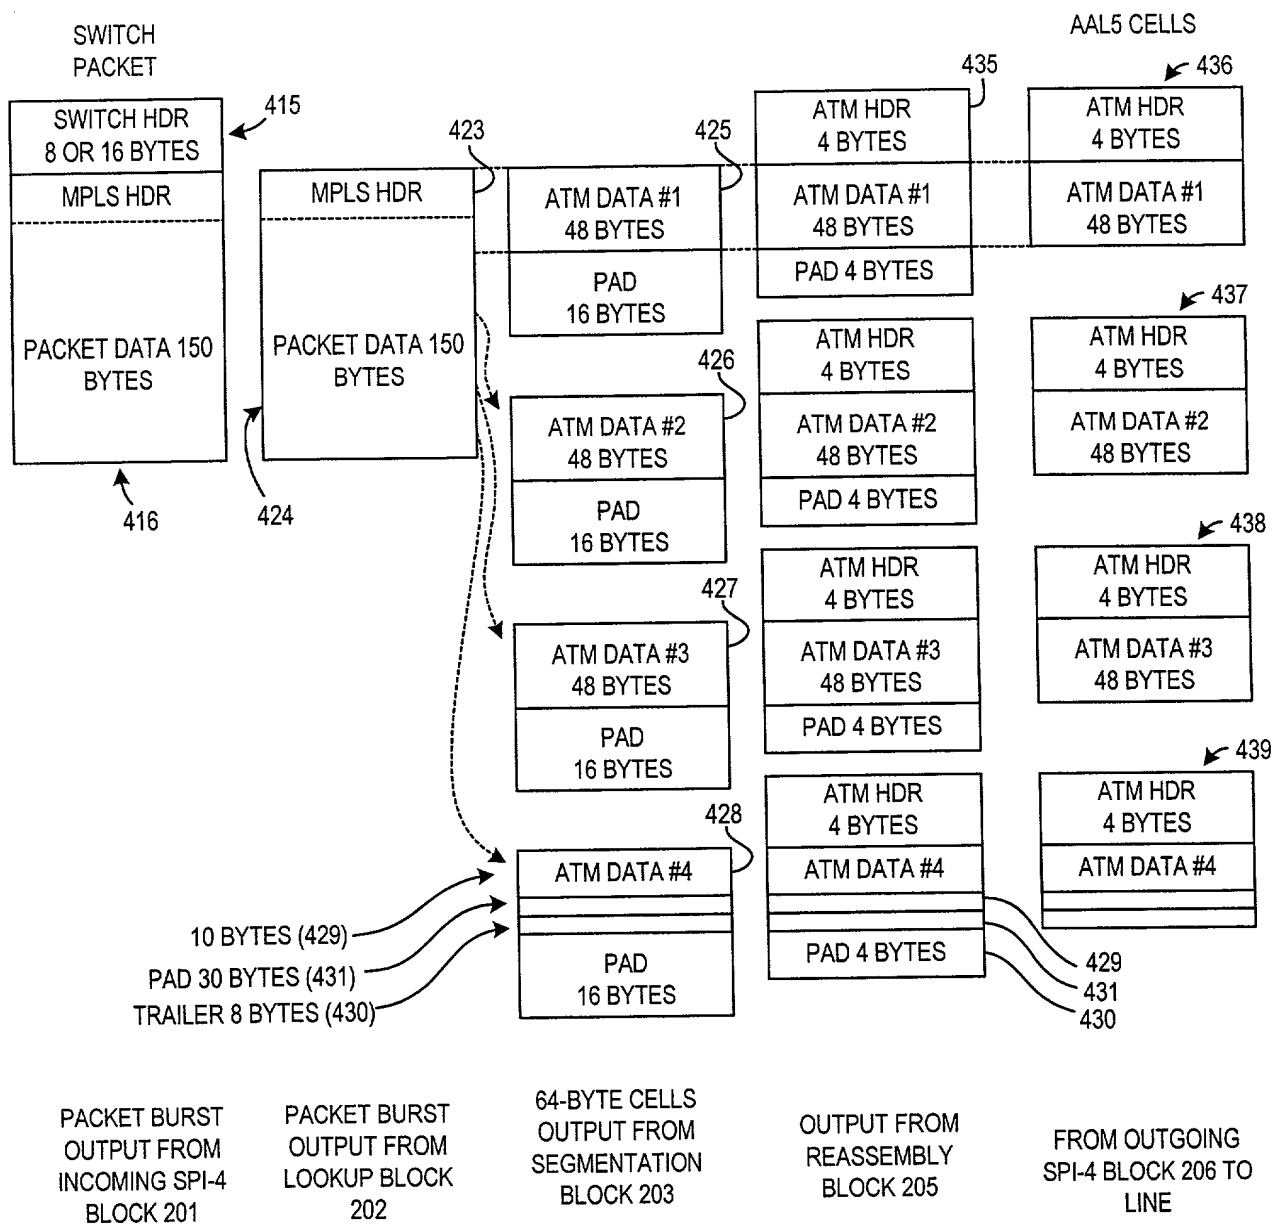 SWITCH
PACKET
SWITCH HDR
8 OR 16 BYTES
415
MPLS HDR
PACKET DATA 150
BYTES
416
MPLS HDR
423
PACKET DATA 150
BYTES
424
ATM DATA #1
48 BYTES
PAD
16 BYTES
425
ATM DATA #2
48 BYTES
PAD
16 BYTES
426
ATM DATA #3
48 BYTES
PAD
16 BYTES
427
ATM DATA #4
PAD
16 BYTES
428
10 BYTES (429)
PAD 30 BYTES (431)
TRAILER 8 BYTES (430)
ATM HDR
4 BYTES
ATM DATA #1
48 BYTES
PAD 4 BYTES
435
ATM HDR
4 BYTES
ATM DATA #2
48 BYTES
PAD 4 BYTES
ATM HDR
4 BYTES
ATM DATA #3
48 BYTES
PAD 4 BYTES
ATM HDR
4 BYTES
ATM DATA #4
PAD 4 BYTES
429
431
430
AAL5 CELLS
436
ATM HDR
4 BYTES
ATM DATA #1
48 BYTES
437
ATM HDR
4 BYTES
ATM DATA #2
48 BYTES
438
ATM HDR
4 BYTES
ATM DATA #3
48 BYTES
439
ATM HDR
4 BYTES
ATM DATA #4
PACKET BURST
OUTPUT FROM
INCOMING SPI-4
BLOCK 201
PACKET BURST
OUTPUT FROM
LOOKUP BLOCK
202
64-BYTE CELLS
OUTPUT FROM
SEGMENTATION
BLOCK 203
OUTPUT FROM
REASSEMBLY
BLOCK 205
FROM OUTGOING
SPI-4 BLOCK 206 TO
LINE